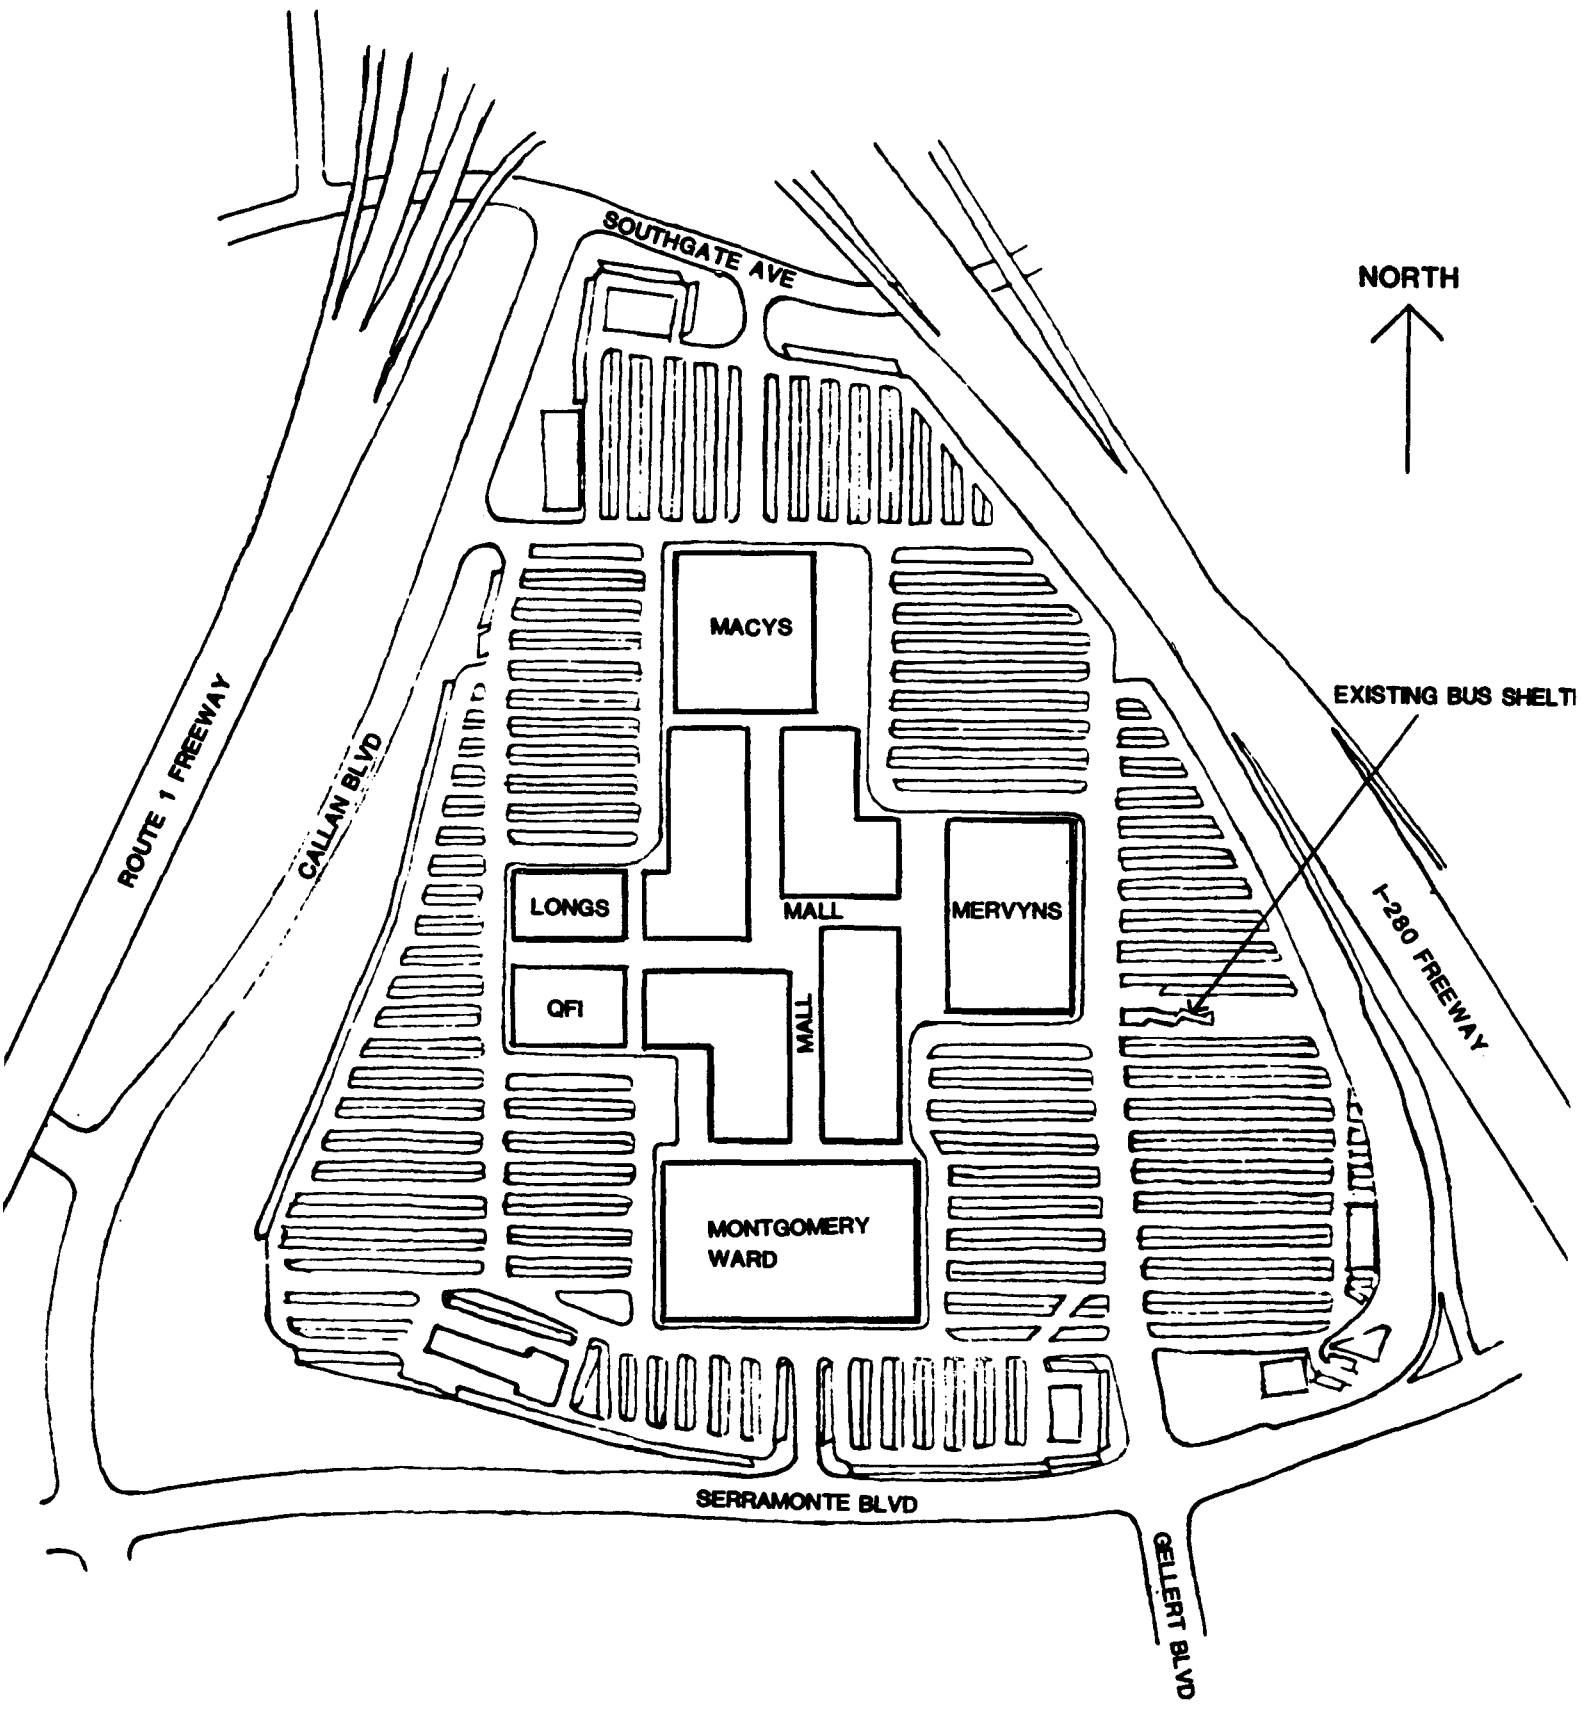 SOUTHGATE AVE
NORTH
MACYS
EXISTING BUS SHELT
ROUTE 1 FREEWAY
CALLAN BLVD
LONGS
MALL
MERVYNS
I-280 FREEWAY
QFI
MALL
MONTGOMERY
WARD
SERRAMONTE BLVD
GELLERT BLVD